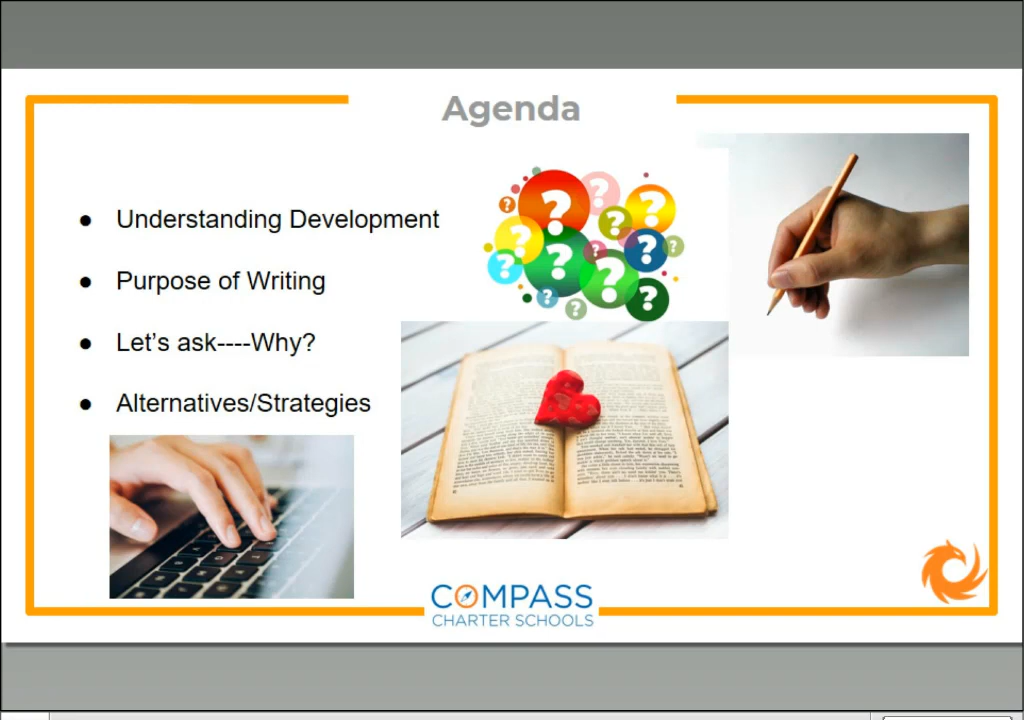 Agenda
● Understanding Development
● Purpose of Writing
● Let's ask----Why?
● Alternatives/Strategies
? ? ? ? ? ? ? ? ? ? ? ? ? ?
COMPASS
CHARTER SCHOOLS